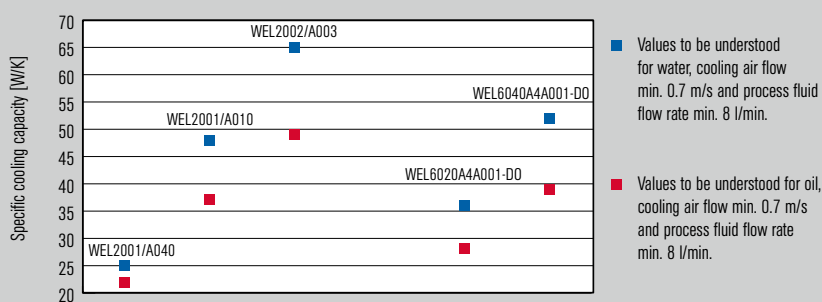 Specific cooling capacity [W/K]
70
65
60
55
50
45
40
35
30
25
20
WEL2002/A003
WEL6040A4A001-DO
WEL2001/A010
WEL6020A4A001-DO
WEL2001/A040
Values to be understood
for water, cooling air flow
min. 0.7 m/s and process fluid
flow rate min. 8 l/min.
Values to be understood for oil,
cooling air flow min. 0.7 m/s
and process fluid flow rate
min. 8 l/min.